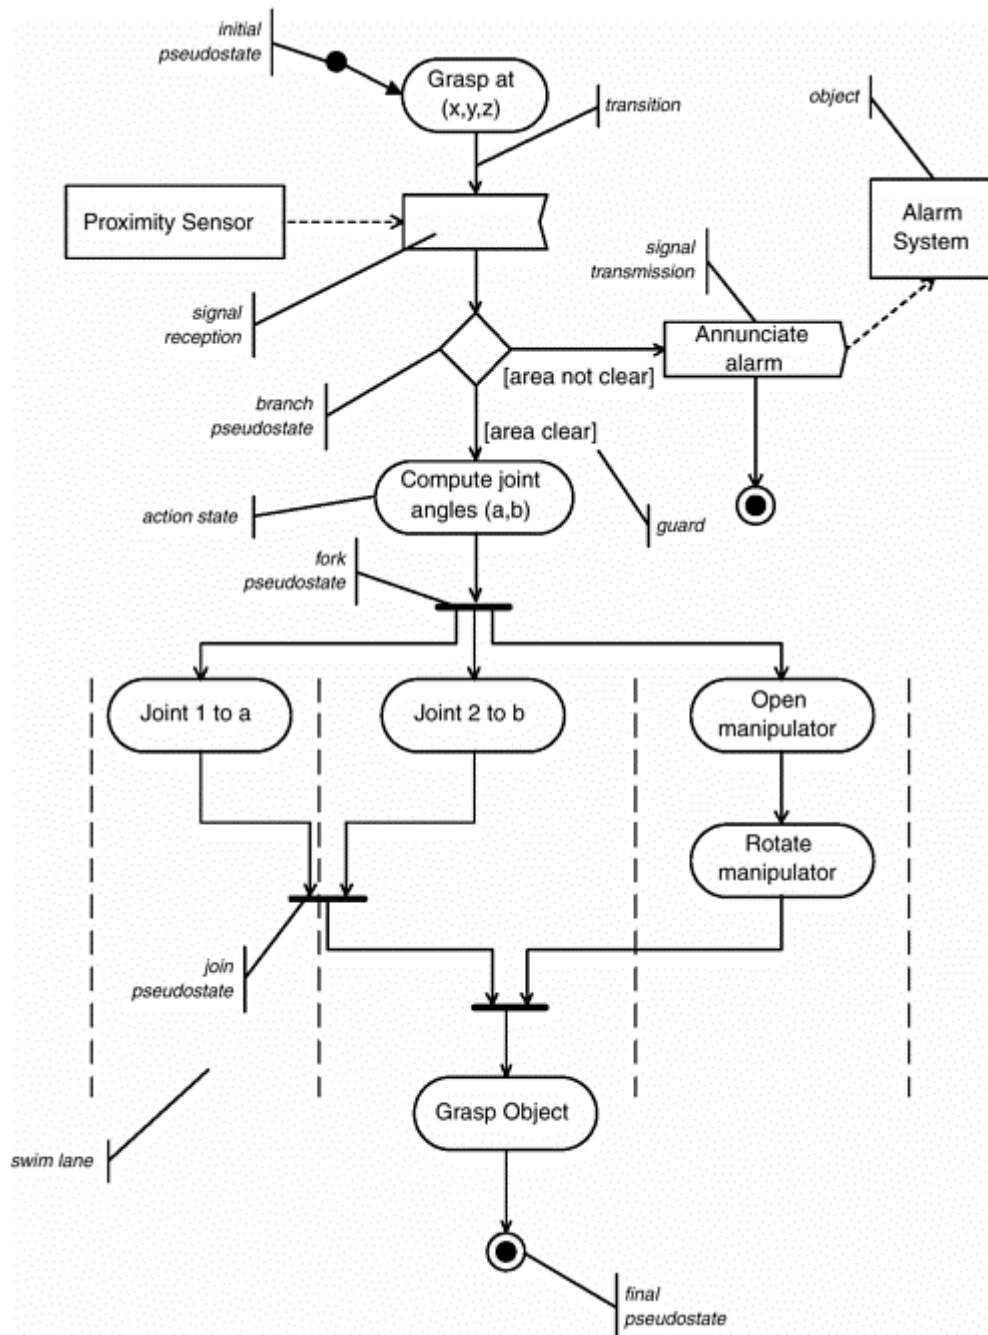 initial
pseudostate
Grasp at
(x,y,z)
transition
object
Proximity Sensor
Alarm
System
signal
transmission
signal
reception
Annunciate
alarm
[area not clear]
branch
pseudostate
[area clear]
Compute joint
angles (a,b)
action state
guard
fork
pseudostate
Joint 1 to a
Joint 2 to b
Open
manipulator
Rotate
manipulator
join
pseudostate
Grasp Object
swim lane
final
pseudostate